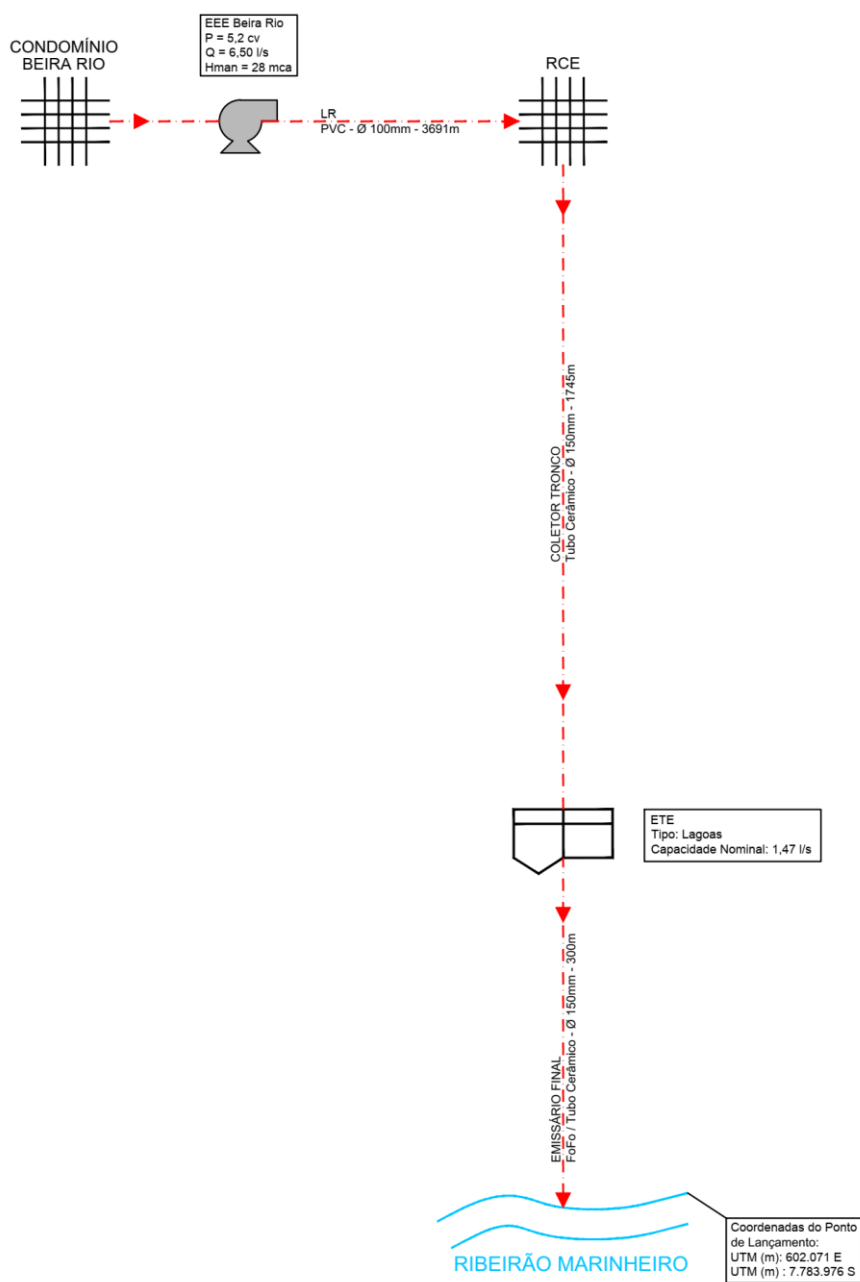 EEE Beira Rio
P = 5,2 cv
Q = 6,50 l/s
Hman = 28 mca
CONDOMÍNIO
BEIRA RIO
RCE
LR
PVC - Ø 100mm - 3691m
COLETOR TRONCO
Tubo Cerâmico - Ø 150mm - 1745m
ETE
Tipo: Lagoas
Capacidade Nominal: 1,47 l/s
EMISSÁRIO FINAL
FoFo / Tubo Cerâmico - Ø 150mm - 300m
RIBEIRÃO MARINHEIRO
Coordenadas do Ponto
de Lançamento:
UTM (m): 602.071 E
UTM (m) : 7.783.976 S